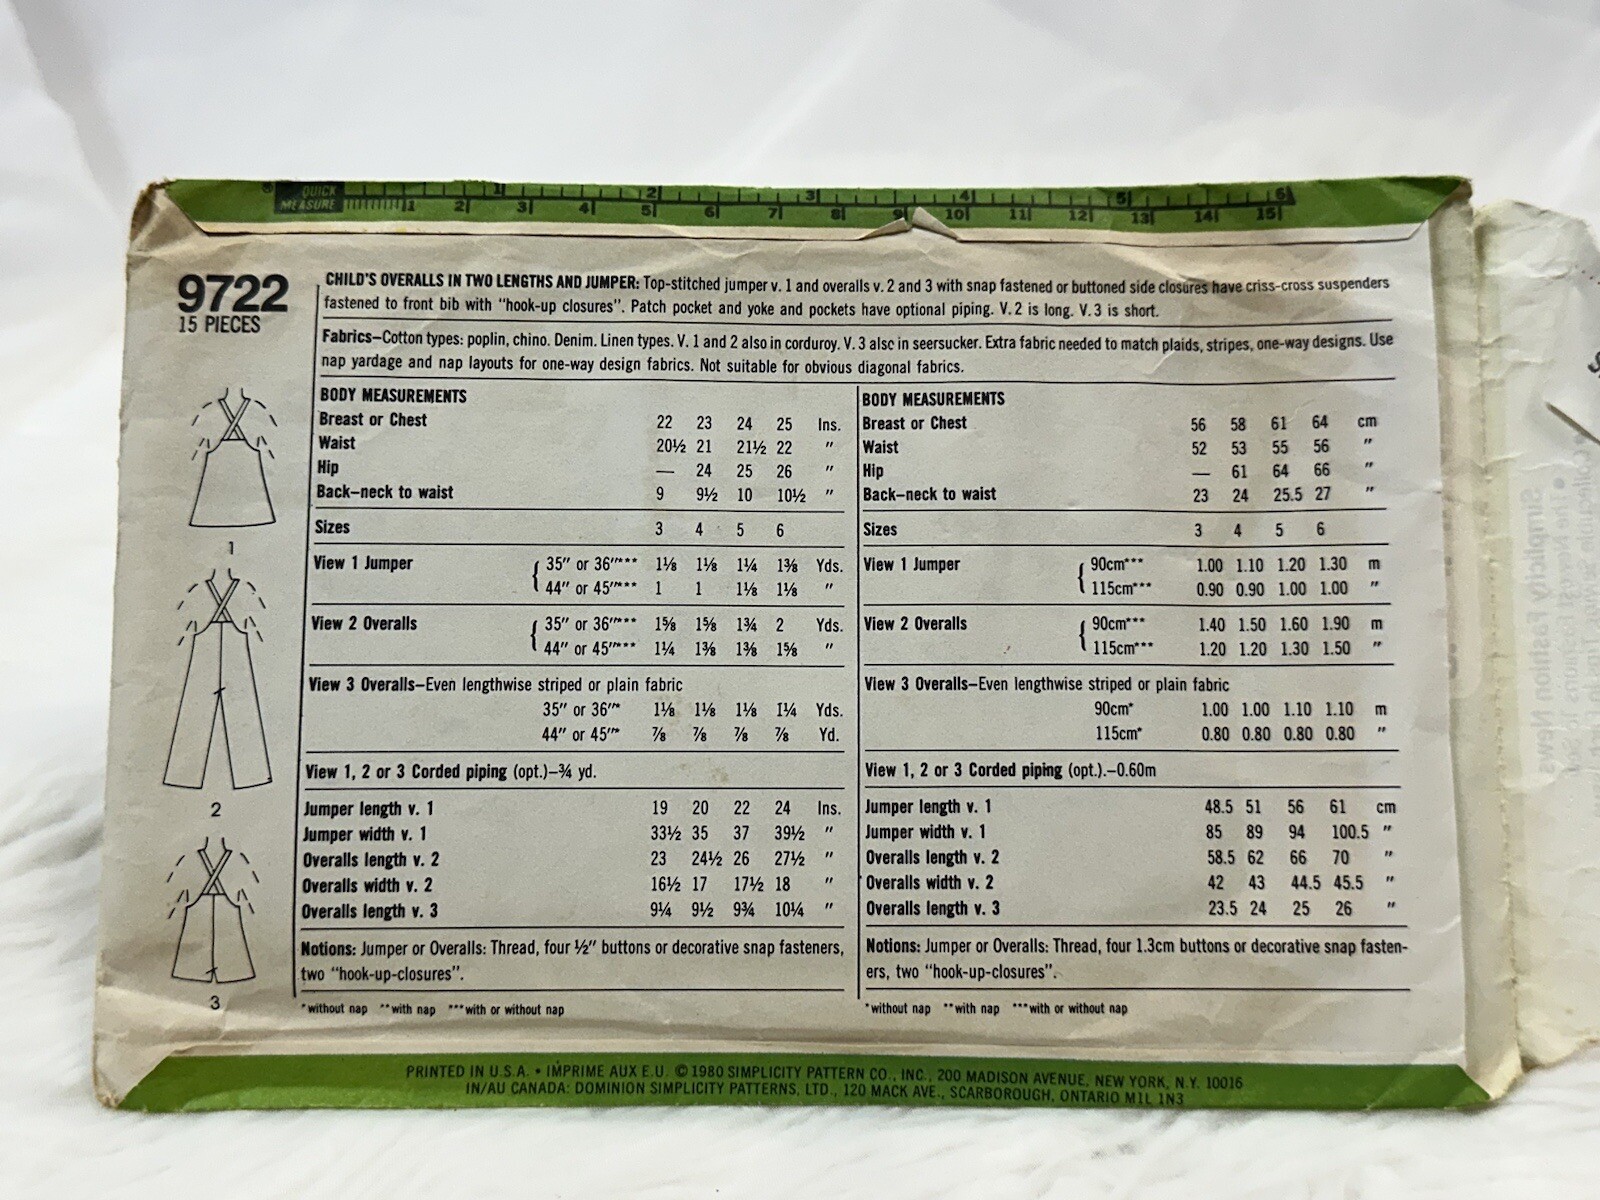 QUICK
MEASURE
1 2 3 4 5 6
1 2 3 4 5 6 7 8 9 10 11 12 13 14 15
9722
15 PIECES
CHILD'S OVERALLS IN TWO LENGTHS AND JUMPER: Top-stitched jumper v. 1 and overalls v. 2 and 3 with snap fastened or buttoned side closures have criss-cross suspenders
fastened to front bib with "hook-up closures". Patch pocket and yoke and pockets have optional piping. V. 2 is long. V. 3 is short.
Fabrics—Cotton types: poplin, chino. Denim. Linen types. V. 1 and 2 also in corduroy. V. 3 also in seersucker. Extra fabric needed to match plaids, stripes, one-way designs. Use
nap yardage and nap layouts for one-way design fabrics. Not suitable for obvious diagonal fabrics.
BODY MEASUREMENTS
Breast or Chest 22 23 24 25 Ins.
Waist 20½ 21 21½ 22 "
Hip — 24 25 26 "
Back—neck to waist 9 9½ 10 10½ "
Sizes 3 4 5 6
View 1 Jumper { 35" or 36"*** 1⅛ 1⅛ 1¼ 1⅜ Yds.
44" or 45"*** 1 1 1⅛ 1⅛ "
View 2 Overalls { 35" or 36"*** 1⅝ 1⅝ 1¾ 2 Yds.
44" or 45"*** 1¼ 1⅜ 1⅜ 1⅝ "
View 3 Overalls—Even lengthwise striped or plain fabric
35" or 36"* 1⅛ 1⅛ 1⅛ 1¼ Yds.
44" or 45"* ⅞ ⅞ ⅞ ⅞ Yd.
View 1, 2 or 3 Corded piping (opt.)—¾ yd.
Jumper length v. 1 19 20 22 24 Ins.
Jumper width v. 1 33½ 35 37 39½ "
Overalls length v. 2 23 24½ 26 27½ "
Overalls width v. 2 16½ 17 17½ 18 "
Overalls length v. 3 9¼ 9½ 9¾ 10¼ "
Notions: Jumper or Overalls: Thread, four ½" buttons or decorative snap fasteners,
two "hook-up-closures".
*without nap **with nap ***with or without nap
BODY MEASUREMENTS
Breast or Chest 56 58 61 64 cm
Waist 52 53 55 56 "
Hip — 61 64 66 "
Back—neck to waist 23 24 25.5 27 "
Sizes 3 4 5 6
View 1 Jumper { 90cm*** 1.00 1.10 1.20 1.30 m
115cm*** 0.90 0.90 1.00 1.00 "
View 2 Overalls { 90cm*** 1.40 1.50 1.60 1.90 m
115cm*** 1.20 1.20 1.30 1.50 "
View 3 Overalls—Even lengthwise striped or plain fabric
90cm* 1.00 1.00 1.10 1.10 m
115cm* 0.80 0.80 0.80 0.80 "
View 1, 2 or 3 Corded piping (opt.).—0.60m
Jumper length v. 1 48.5 51 56 61 cm
Jumper width v. 1 85 89 94 100.5 "
Overalls length v. 2 58.5 62 66 70 "
Overalls width v. 2 42 43 44.5 45.5 "
Overalls length v. 3 23.5 24 25 26 "
Notions: Jumper or Overalls: Thread, four 1.3cm buttons or decorative snap fasten-
ers, two "hook-up-closures".
*without nap **with nap ***with or without nap
1
2
3
PRINTED IN U.S.A. • IMPRIME AUX E.U. © 1980 SIMPLICITY PATTERN CO., INC., 200 MADISON AVENUE, NEW YORK, N.Y. 10016
IN/AU CANADA: DOMINION SIMPLICITY PATTERNS, LTD., 120 MACK AVE., SCARBOROUGH, ONTARIO M1L 1N3
Simplicity Fashion News